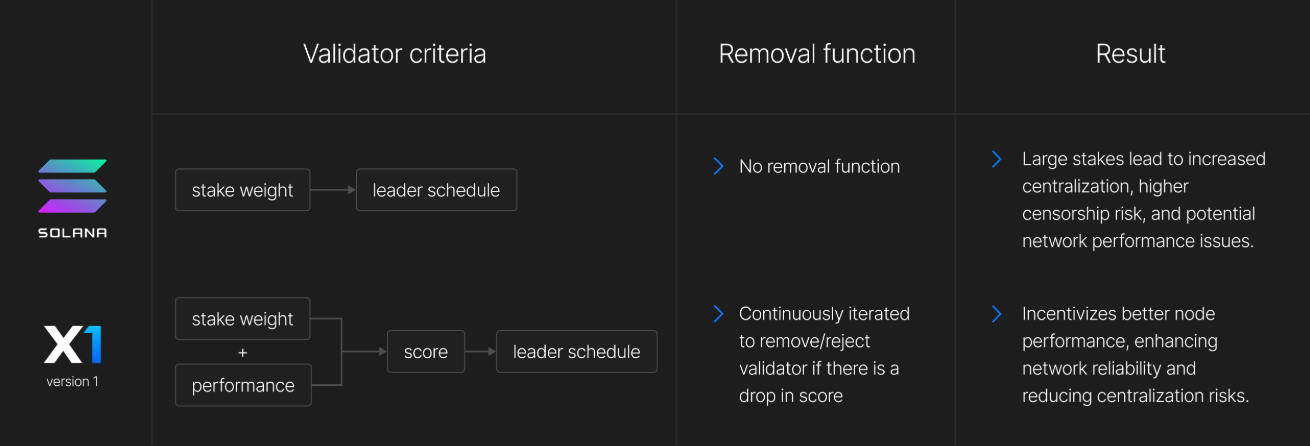 Validator criteria
Removal function
Result
SOLANA
stake weight
leader schedule
No removal function
Large stakes lead to increased
centralization, higher
censorship risk, and potential
network performance issues.
X1
version 1
stake weight
+
performance
score
leader schedule
Continuously iterated
to remove/reject
validator if there is a
drop in score
Incentivizes better node
performance, enhancing
network reliability and
reducing centralization risks.